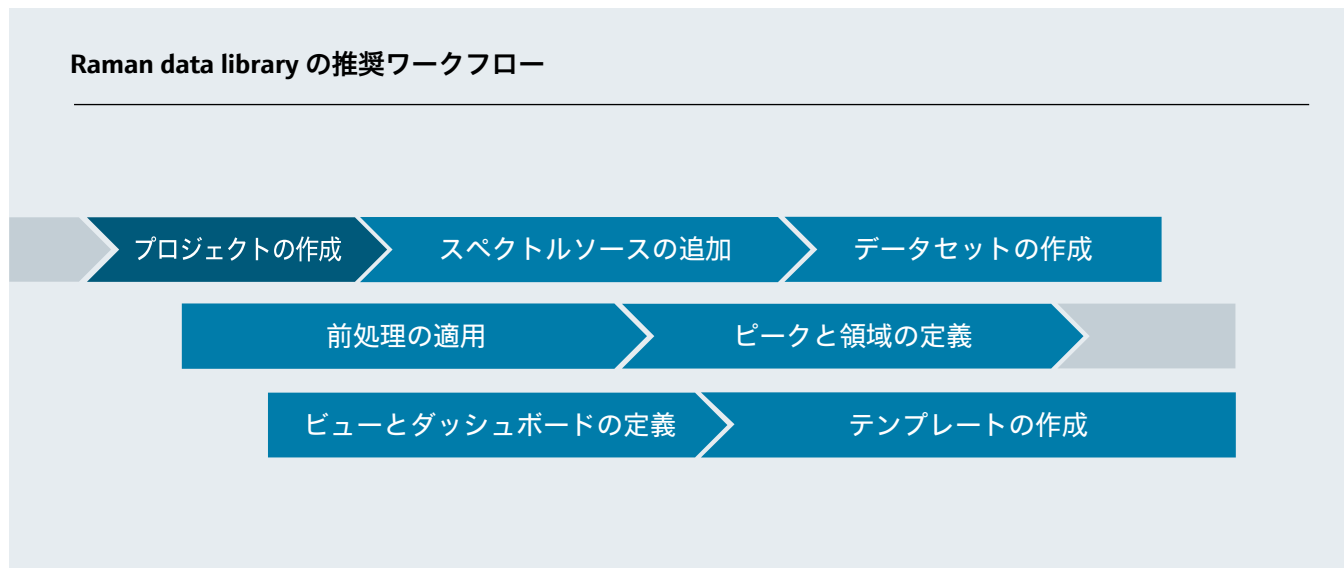 Raman data library の推奨ワークフロー
プロジェクトの作成
スペクトルソースの追加
データセットの作成
前処理の適用
ピークと領域の定義
ビューとダッシュボードの定義
テンプレートの作成